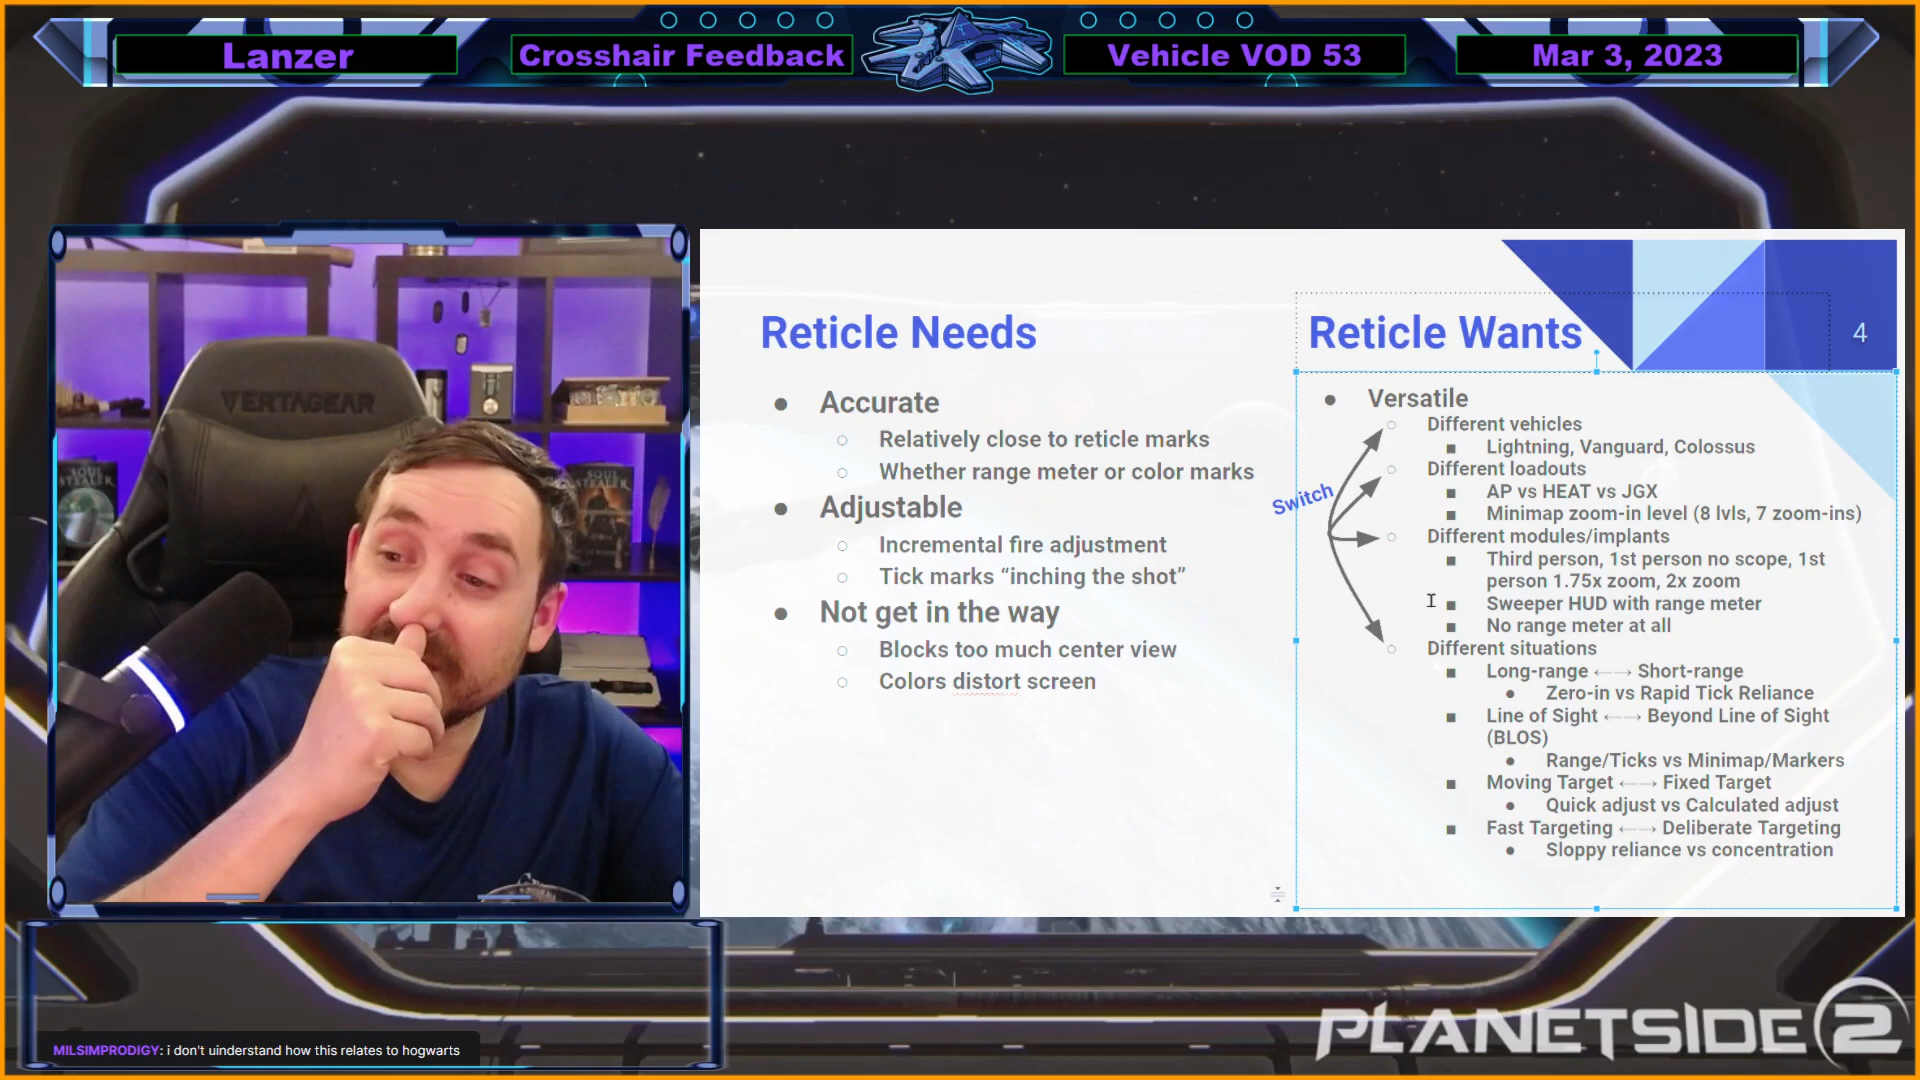 Lanzer
Crosshair Feedback
Vehicle VOD 53
Mar 3, 2023
VERTAGEAR
SOUL
STEALER
SOUL
STEALER
Reticle Needs
● Accurate
○ Relatively close to reticle marks
○ Whether range meter or color marks
● Adjustable
○ Incremental fire adjustment
○ Tick marks “inching the shot”
● Not get in the way
○ Blocks too much center view
○ Colors distort screen
Reticle Wants
4
● Versatile
○ Different vehicles
■ Lightning, Vanguard, Colossus
○ Different loadouts
■ AP vs HEAT vs JGX
■ Minimap zoom-in level (8 lvls, 7 zoom-ins)
○ Different modules/implants
■ Third person, 1st person no scope, 1st
person 1.75x zoom, 2x zoom
■ Sweeper HUD with range meter
■ No range meter at all
○ Different situations
■ Long-range ←→ Short-range
● Zero-in vs Rapid Tick Reliance
■ Line of Sight ←→ Beyond Line of Sight
(BLOS)
● Range/Ticks vs Minimap/Markers
■ Moving Target ←→ Fixed Target
● Quick adjust vs Calculated adjust
■ Fast Targeting ←→ Deliberate Targeting
● Sloppy reliance vs concentration
Switch
MILSIMPRODIGY: i don't uinderstand how this relates to hogwarts
PLANETSIDE 2